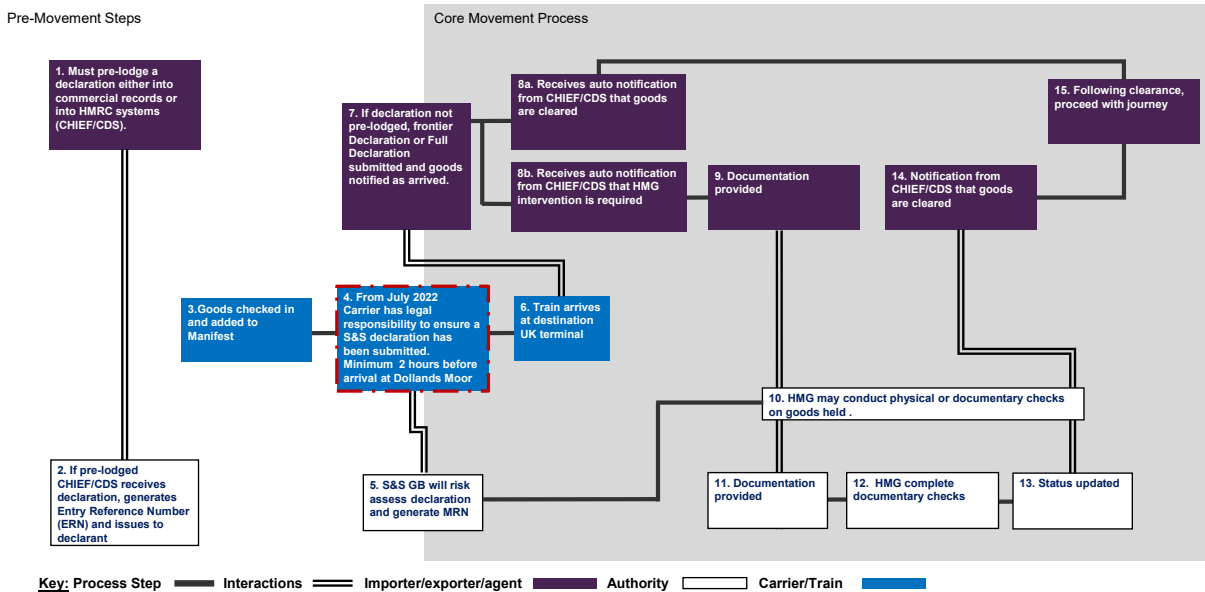 Pre-Movement Steps
Core Movement Process
1. Must pre-lodge a
declaration either into
commercial records or
into HMRC systems
(CHIEF/CDS).
2. If pre-lodged
CHIEF/CDS receives
declaration, generates
Entry Reference Number
(ERN) and issues to
declarant
3.Goods checked in
and added to
Manifest
4. From July 2022
Carrier has legal
responsibility to ensure a
S&S declaration has
been submitted.
Minimum 2 hours before
arrival at Dollands Moor
5. S&S GB will risk
assess declaration
and generate MRN
6. Train arrives
at destination
UK terminal
7. If declaration not
pre-lodged, frontier
Declaration or Full
Declaration
submitted and goods
notified as arrived.
8a. Receives auto notification
from CHIEF/CDS that goods
are cleared
8b. Receives auto notification
from CHIEF/CDS that HMG
intervention is required
9. Documentation
provided
10. HMG may conduct physical or documentary checks
on goods held .
11. Documentation
provided
12. HMG complete
documentary checks
13. Status updated
14. Notification from
CHIEF/CDS that goods
are cleared
15. Following clearance,
proceed with journey
Key: Process Step Interactions Importer/exporter/agent Authority Carrier/Train